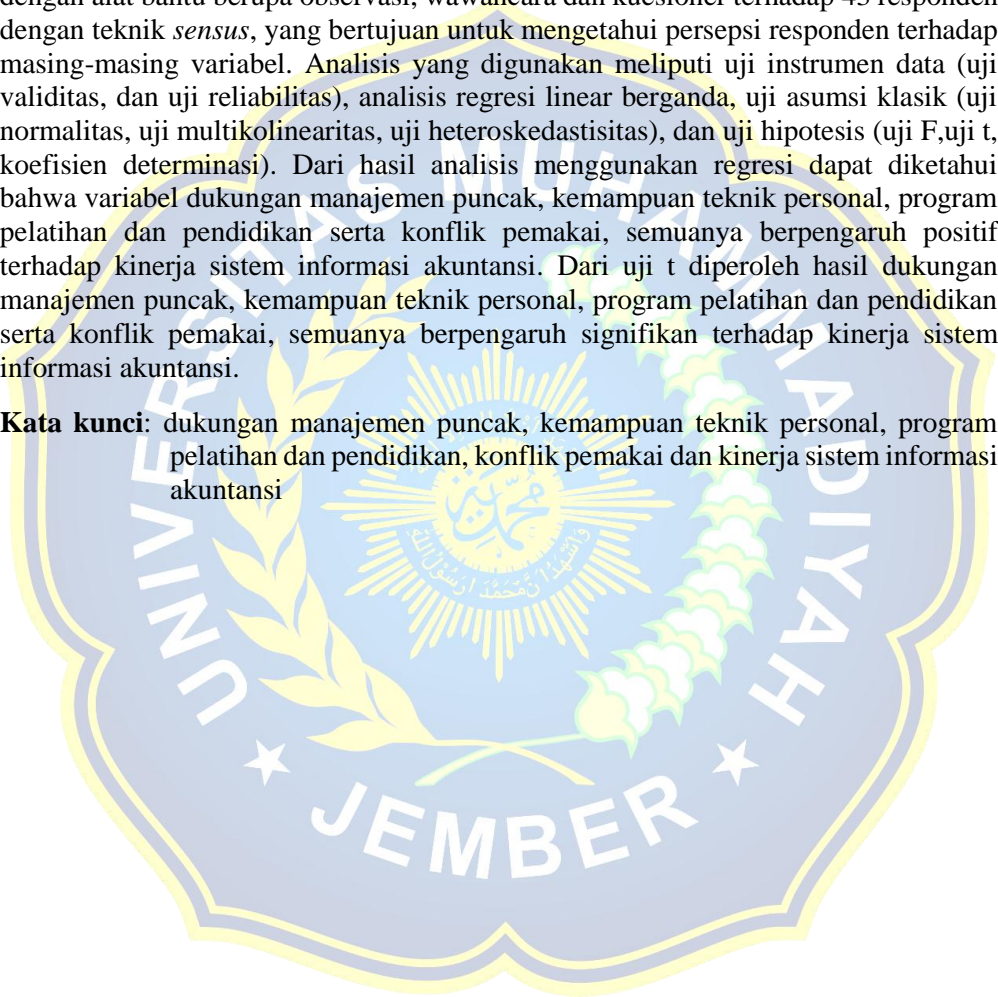 dengan alat bantu berupa observasi, wawancara dan kuesioner terhadap 43 responden
dengan teknik sensus, yang bertujuan untuk mengetahui persepsi responden terhadap
masing-masing variabel. Analisis yang digunakan meliputi uji instrumen data (uji
validitas, dan uji reliabilitas), analisis regresi linear berganda, uji asumsi klasik (uji
normalitas, uji multikolinearitas, uji heteroskedastisitas), dan uji hipotesis (uji F,uji t,
koefisien determinasi). Dari hasil analisis menggunakan regresi dapat diketahui
bahwa variabel dukungan manajemen puncak, kemampuan teknik personal, program
pelatihan dan pendidikan serta konflik pemakai, semuanya berpengaruh positif
terhadap kinerja sistem informasi akuntansi. Dari uji t diperoleh hasil dukungan
manajemen puncak, kemampuan teknik personal, program pelatihan dan pendidikan
serta konflik pemakai, semuanya berpengaruh signifikan terhadap kinerja sistem
informasi akuntansi.
Kata kunci: dukungan manajemen puncak, kemampuan teknik personal, program
pelatihan dan pendidikan, konflik pemakai dan kinerja sistem informasi
akuntansi
UNIVERSITAS MUHAMMADIYAH
JEMBER